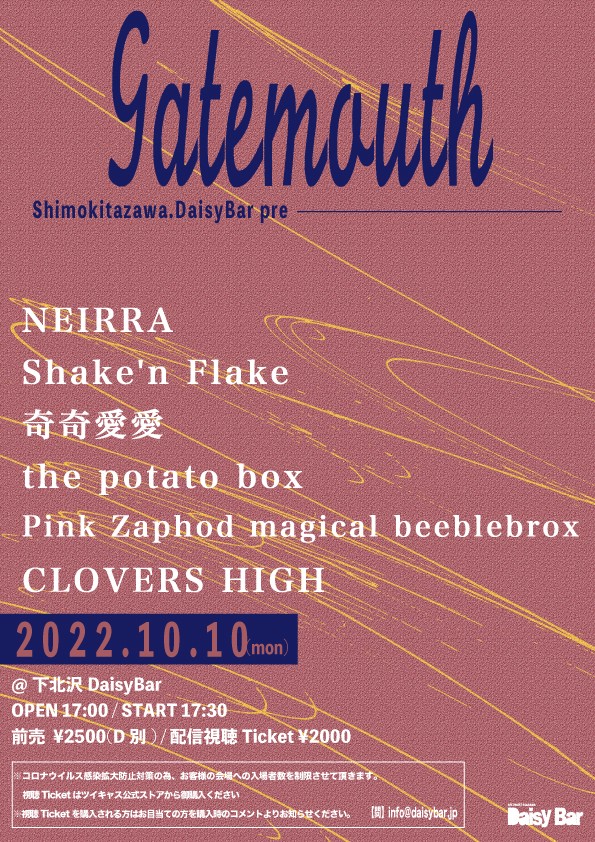 gatemouth
Shimokitazawa.DaisyBar pre
NEIRRA
Shake'n Flake
奇奇愛愛
the potato box
Pink Zaphod magical beeblebrox
CLOVERS HIGH
2022.10.10(mon)
@ 下北沢 DaisyBar
OPEN 17:00 / START 17:30
前売 ¥2500(D 別 ) / 配信視聴 Ticket ¥2000
※コロナウイルス感染拡大防止対策の為、お客様の会場への入場者数を制限させて頂きます。
視聴 Ticket はツイキャス公式ストアから御購入ください
※視聴 Ticket を購入される方はお目当ての方を購入時のコメントよりお知らせください。 【問】info@daisybar.jp
Daisy Bar